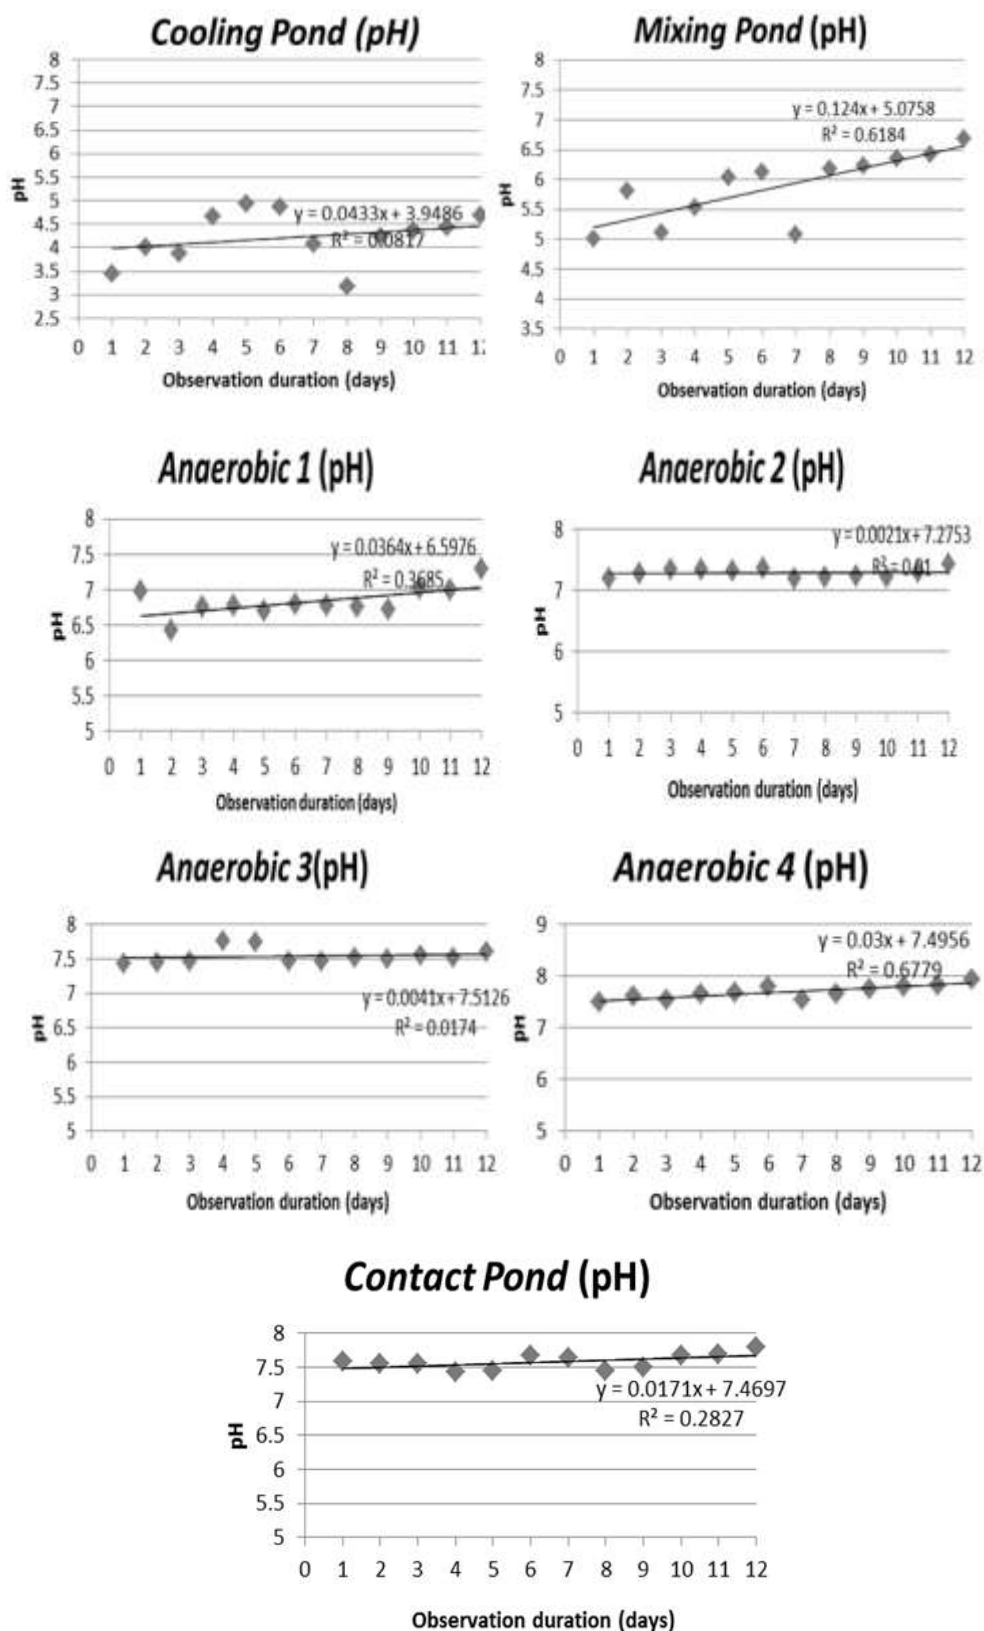 Cooling Pond (pH)
8
7.5
7
6.5
6
5.5
5
4.5
4
3.5
3
2.5
pH
y = 0.0433x + 3.9486
R² = 0.0817
0 1 2 3 4 5 6 7 8 9 10 11 12
Observation duration (days)
Mixing Pond (pH)
8
7.5
7
6.5
6
5.5
5
4.5
4
3.5
pH
y = 0.124x + 5.0758
R² = 0.6184
0 1 2 3 4 5 6 7 8 9 10 11 12
Observation duration (days)
Anaerobic 1 (pH)
8
7.5
7
6.5
6
5.5
5
pH
y = 0.0364x + 6.5976
R² = 0.3685
0 1 2 3 4 5 6 7 8 9 10 11 12
Observation duration (days)
Anaerobic 2 (pH)
8
7
6
5
pH
y = 0.0021x + 7.2753
R² = 0.01
0 1 2 3 4 5 6 7 8 9 10 11 12
Observation duration (days)
Anaerobic 3(pH)
8
7.5
7
6.5
6
5.5
5
pH
y = 0.0041x + 7.5126
R² = 0.0174
0 1 2 3 4 5 6 7 8 9 10 11 12
Observation duration (days)
Anaerobic 4 (pH)
9
8
7
6
5
pH
y = 0.03x + 7.4956
R² = 0.6779
0 1 2 3 4 5 6 7 8 9 10 11 12
Observation duration (days)
Contact Pond (pH)
8
7.5
7
6.5
6
5.5
5
pH
y = 0.0171x + 7.4697
R² = 0.2827
0 1 2 3 4 5 6 7 8 9 10 11 12
Observation duration (days)